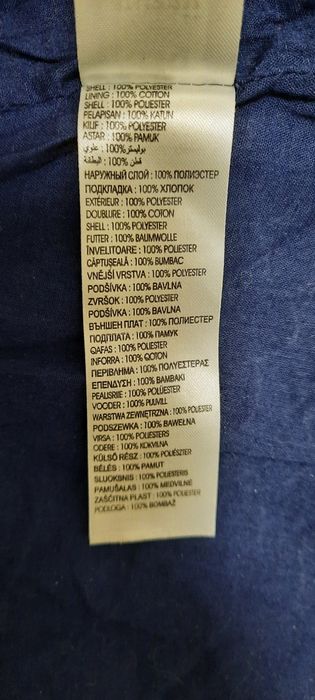 SHELL : 100% POLYESTER
LINING : 100% COTTON
SHELL : 100% POLIESTER
PELAPISAN : 100% KATUN
KILIF : 100% POLYESTER
ASTAR : 100% PAMUK
بوليستر %100 : علوي
قطن %100 : البطانة
НАРУЖНЫЙ СЛОЙ : 100% ПОЛИЭСТЕР
ПОДКЛАДКА : 100% ХЛОПОК
EXTÉRIEUR : 100% POLYESTER
DOUBLURE : 100% COTON
SHELL : 100% POLYESTER
FUTTER : 100% BAUMWOLLE
ÎNVELITOARE : 100% POLIESTER
CĂPTUŞEALĂ : 100% BUMBAC
VNĚJŠÍ VRSTVA : 100% POLYESTER
PODŠÍVKA : 100% BAVLNA
ZVRŠOK : 100% POLYESTER
PODŠÍVKA : 100% BAVLNA
ВЪНШЕН ПЛАТ : 100% ПОЛИЕСТЕР
ПОДПЛАТА : 100% ПАМУК
QAFAS : 100% POLYESTER
INFORRA : 100% QOTON
ΠΕΡΙΒΛΗΜΑ : 100% ΠΟΛΥΕΣΤΕΡΑΣ
ΕΠΕΝΔΥΣΗ : 100% ΒΑΜΒΑΚΙ
PEALISRIIE : 100% POLÜESTER
VOODER : 100% PUUVILL
WARSTWA ZEWNĘTRZNA : 100% POLIESTER
PODSZEWKA : 100% BAWEŁNA
VIRSA : 100% POLIESTERS
ODERE : 100% KOKVILNA
KÜLSŐ RÉSZ : 100% POLIÉSZTER
BÉLÉS : 100% PAMUT
SLUOKSNIS : 100% POLIESTERIS
PAMUŠALAS : 100% MEDVILNĖ
ZAŠČITNA PLAST : 100% POLIESTER
PODLOGA : 100% BOMBAŽ